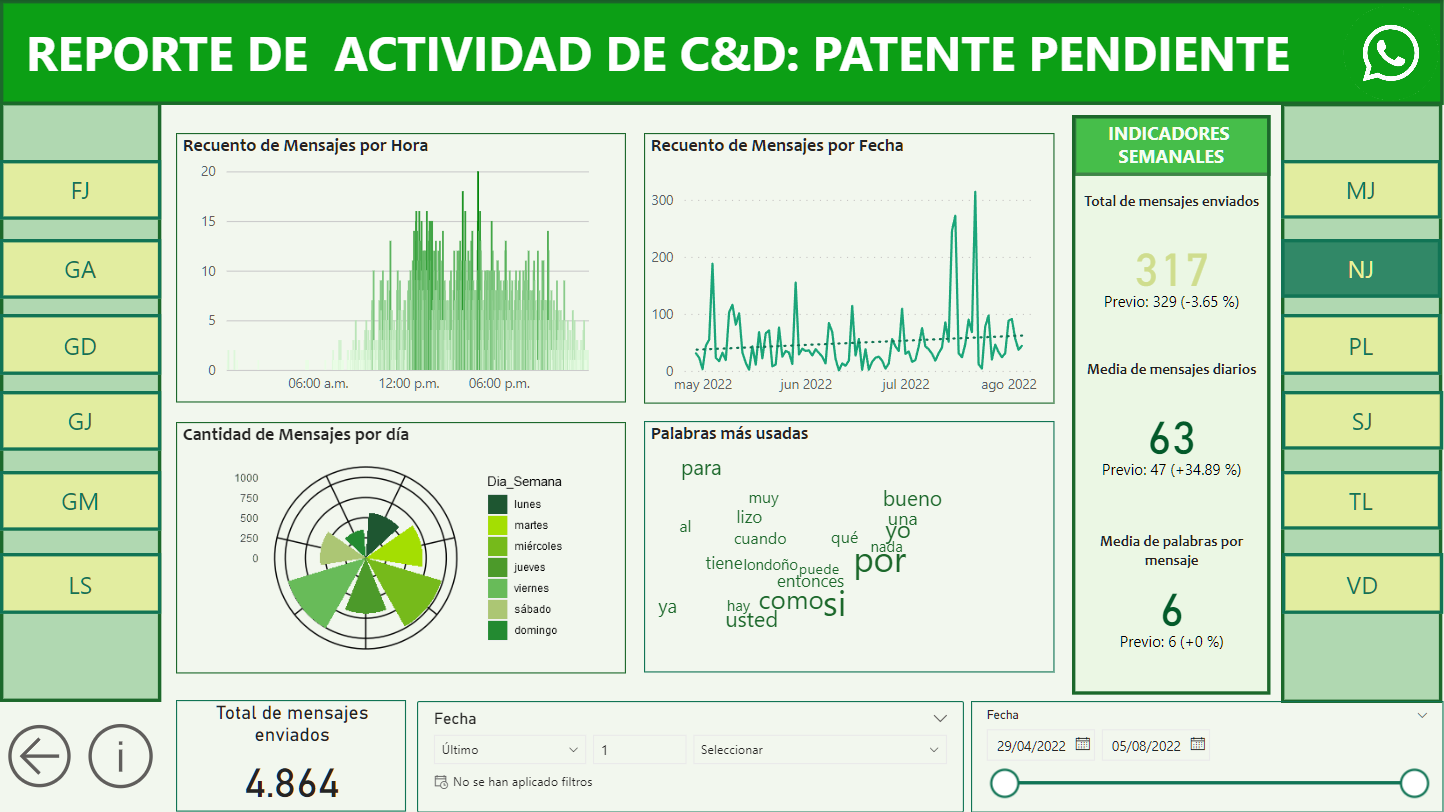 REPORTE DE  ACTIVIDAD DE C&D: PATENTE PENDIENTE
FJ
GA
GD
GJ
GM
LS
Recuento de Mensajes por Hora
20
15
10
5
0
06:00 a.m.
12:00 p.m.
06:00 p.m.
Recuento de Mensajes por Fecha
300
200
100
0
may 2022
jun 2022
jul 2022
ago 2022
Cantidad de Mensajes por día
1000
750
500
250
0
Dia_Semana
lunes
martes
miércoles
jueves
viernes
sábado
domingo
Palabras más usadas
para
muy
bueno
lizo
una
al
yo
cuando
qué
nada
tiene
londoño
puede
por
entonces
ya
hay
como
si
usted
INDICADORES
SEMANALES
Total de mensajes enviados
317
Previo: 329 (-3.65 %)
Media de mensajes diarios
63
Previo: 47 (+34.89 %)
Media de palabras por
mensaje
6
Previo: 6 (+0 %)
MJ
NJ
PL
SJ
TL
VD
i
Total de mensajes
enviados
4.864
Fecha
Último
1
Seleccionar
No se han aplicado filtros
Fecha
29/04/2022
05/08/2022